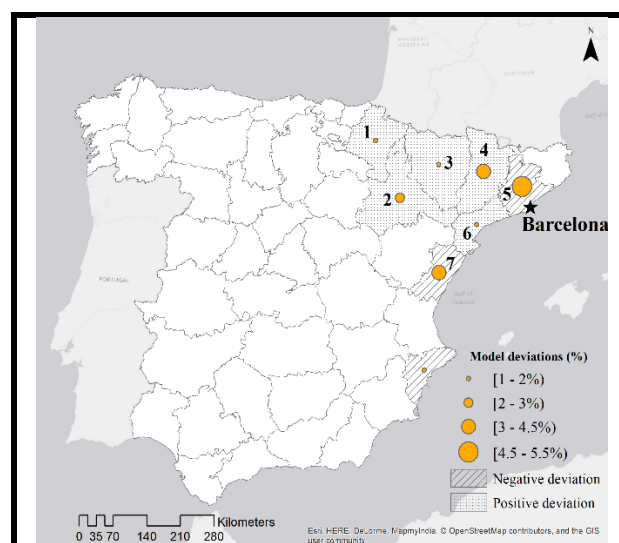 N
1
3
4
2
5
Barcelona
6
7
PORTUGAL
Model deviations (%)
[1 - 2%)
[2 - 3%)
[3 - 4.5%)
[4.5 - 5.5%)
Negative deviation
Positive deviation
Kilometers
0 35 70 140 210 280
Esri, HERE, DeLorme, MapmyIndia, © OpenStreetMap contributors, and the GIS
user community